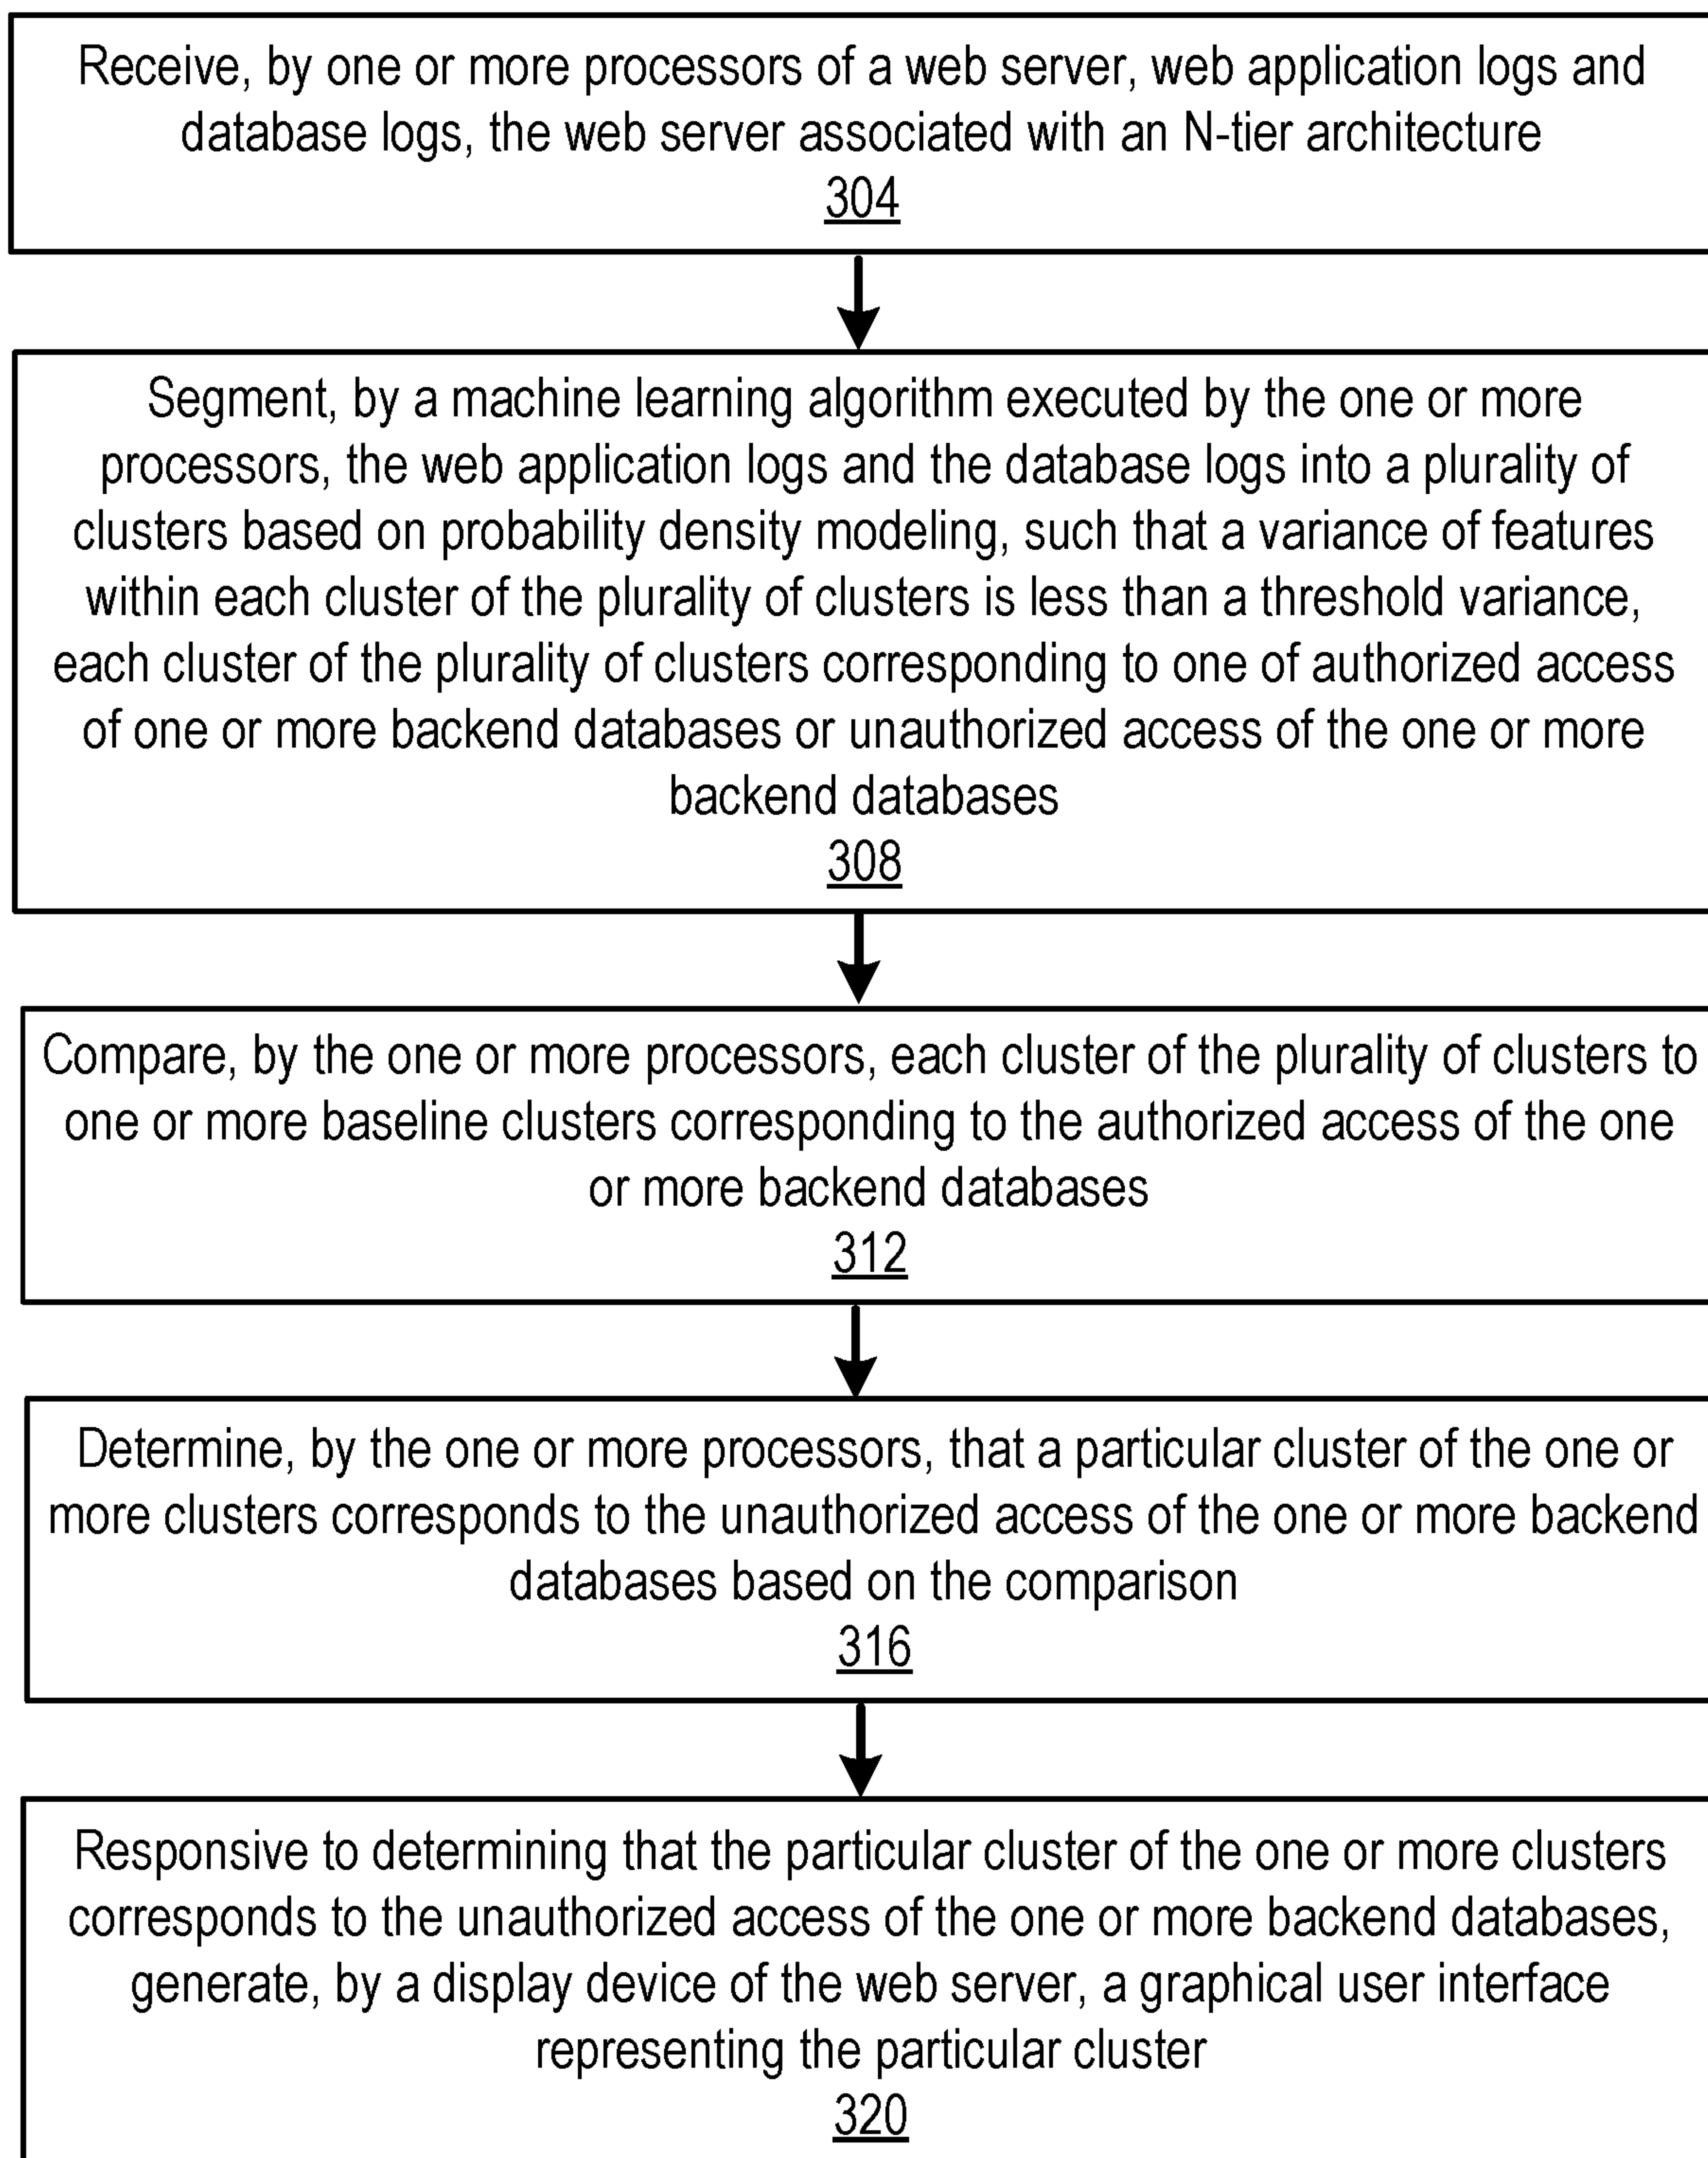 Receive, by one or more processors of a web server, web application logs and
database logs, the web server associated with an N-tier architecture
304
Segment, by a machine learning algorithm executed by the one or more
processors, the web application logs and the database logs into a plurality of
clusters based on probability density modeling, such that a variance of features
within each cluster of the plurality of clusters is less than a threshold variance,
each cluster of the plurality of clusters corresponding to one of authorized access
of one or more backend databases or unauthorized access of the one or more
backend databases
308
Compare, by the one or more processors, each cluster of the plurality of clusters to
one or more baseline clusters corresponding to the authorized access of the one
or more backend databases
312
Determine, by the one or more processors, that a particular cluster of the one or
more clusters corresponds to the unauthorized access of the one or more backend
databases based on the comparison
316
Responsive to determining that the particular cluster of the one or more clusters
corresponds to the unauthorized access of the one or more backend databases,
generate, by a display device of the web server, a graphical user interface
representing the particular cluster
320